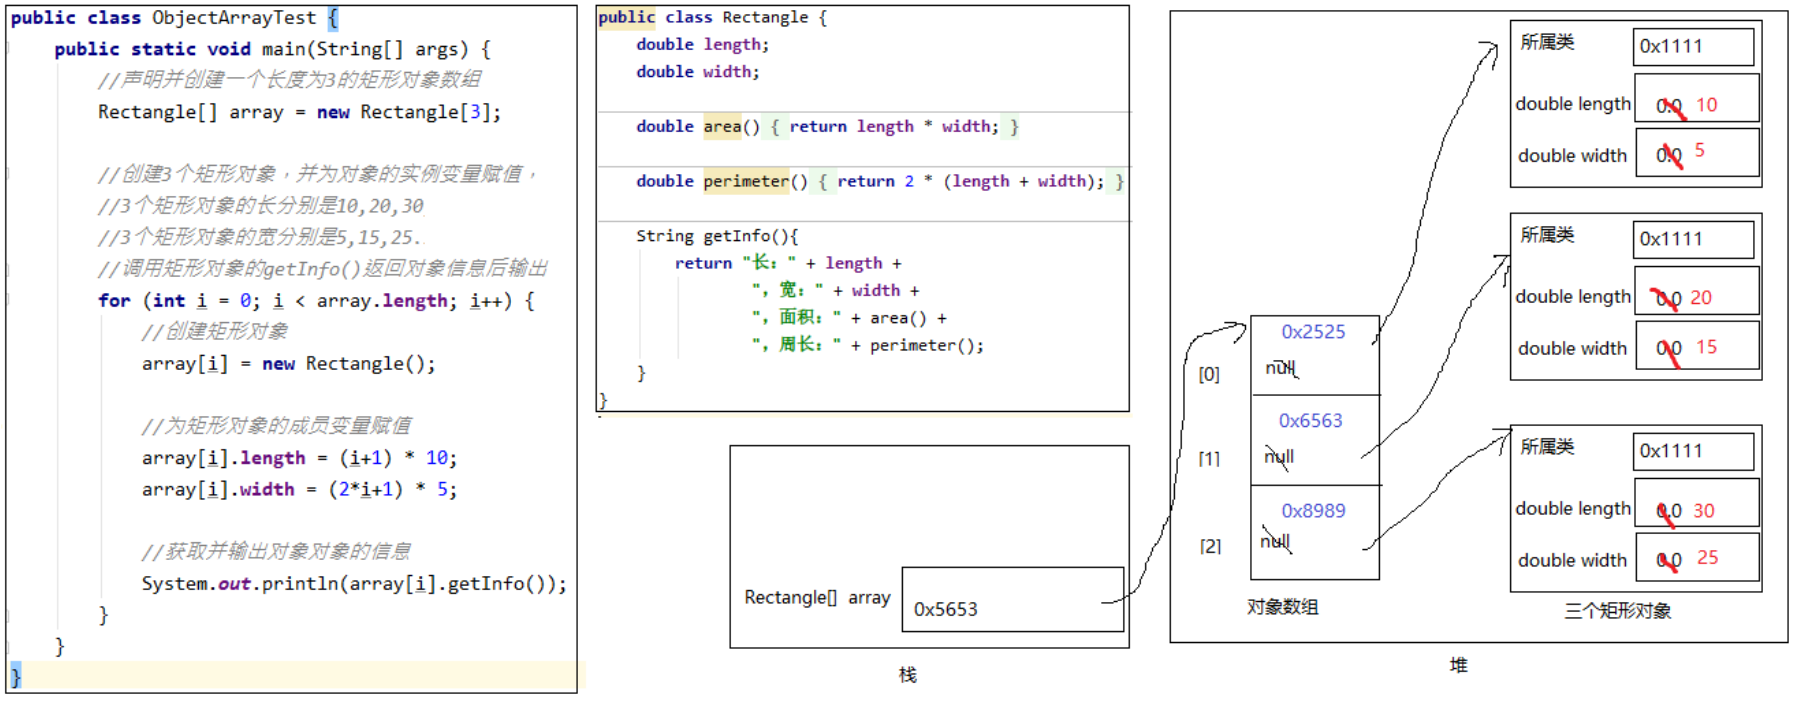 public class ObjectArrayTest {
public static void main(String[] args) {
//声明并创建一个长度为3的矩形对象数组
Rectangle[] array = new Rectangle[3];
//创建3个矩形对象，并为对象的实例变量赋值，
//3个矩形对象的长分别是10,20,30
//3个矩形对象的宽分别是5,15,25.
//调用矩形对象的getInfo()返回对象信息后输出
for (int i = 0; i < array.length; i++) {
//创建矩形对象
array[i] = new Rectangle();
//为矩形对象的成员变量赋值
array[i].length = (i+1) * 10;
array[i].width = (2*i+1) * 5;
//获取并输出对象对象的信息
System.out.println(array[i].getInfo());
}
}
}
public class Rectangle {
double length;
double width;
double area() { return length * width; }
double perimeter() { return 2 * (length + width); }
String getInfo(){
return "长：" + length +
"，宽：" + width +
"，面积：" + area() +
"，周长：" + perimeter();
}
}
Rectangle[] array 0x5653
栈
0x2525
[0] null
0x6563
[1] null
0x8989
[2] null
对象数组
所属类 0x1111
double length 0.0 10
double width 0.0 5
所属类 0x1111
double length 0.0 20
double width 0.0 15
所属类 0x1111
double length 0.0 30
double width 0.0 25
三个矩形对象
堆